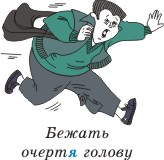 Бежать
очертя голову